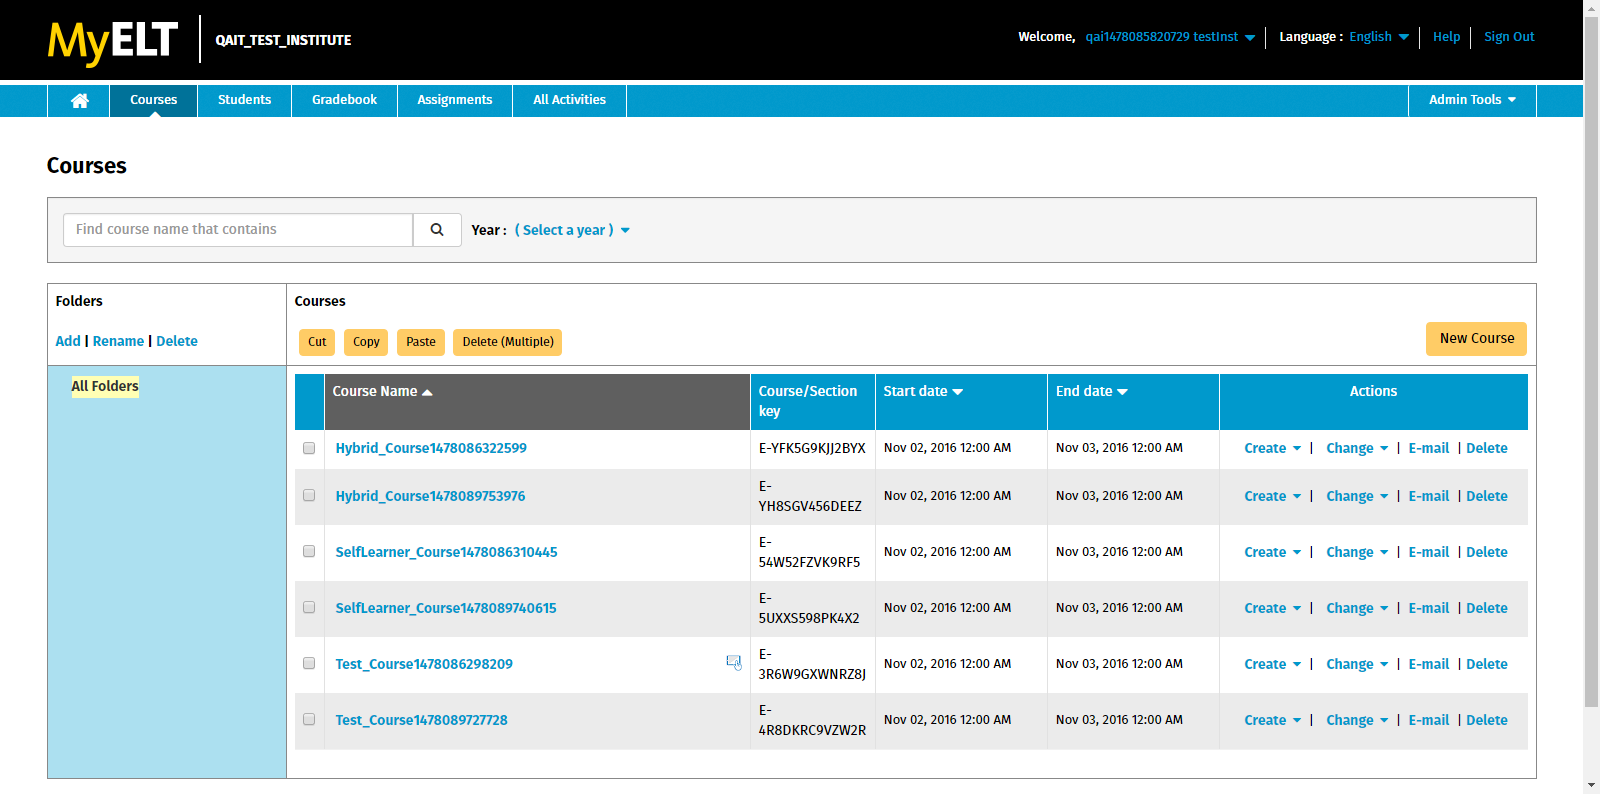 MyELT QAIT_TEST_INSTITUTE
Welcome, qai1478085820729 testInst Language : English Help Sign Out
Courses Students Gradebook Assignments All Activities Admin Tools
Courses
Find course name that contains Year : ( Select a year )
Folders
Add | Rename | Delete
All Folders
Courses
Cut Copy Paste Delete (Multiple) New Course
Course Name Course/Section key Start date End date Actions
Hybrid_Course1478086322599 E-YFK5G9KJJ2BYX Nov 02, 2016 12:00 AM Nov 03, 2016 12:00 AM Create | Change | E-mail | Delete
Hybrid_Course1478089753976 E-YH8SGV456DEEZ Nov 02, 2016 12:00 AM Nov 03, 2016 12:00 AM Create | Change | E-mail | Delete
SelfLearner_Course1478086310445 E-54W52FZVK9RF5 Nov 02, 2016 12:00 AM Nov 03, 2016 12:00 AM Create | Change | E-mail | Delete
SelfLearner_Course1478089740615 E-5UXXS598PK4X2 Nov 02, 2016 12:00 AM Nov 03, 2016 12:00 AM Create | Change | E-mail | Delete
Test_Course1478086298209 E-3R6W9GXWNRZ8J Nov 02, 2016 12:00 AM Nov 03, 2016 12:00 AM Create | Change | E-mail | Delete
Test_Course1478089727728 E-4R8DKRC9VZW2R Nov 02, 2016 12:00 AM Nov 03, 2016 12:00 AM Create | Change | E-mail | Delete